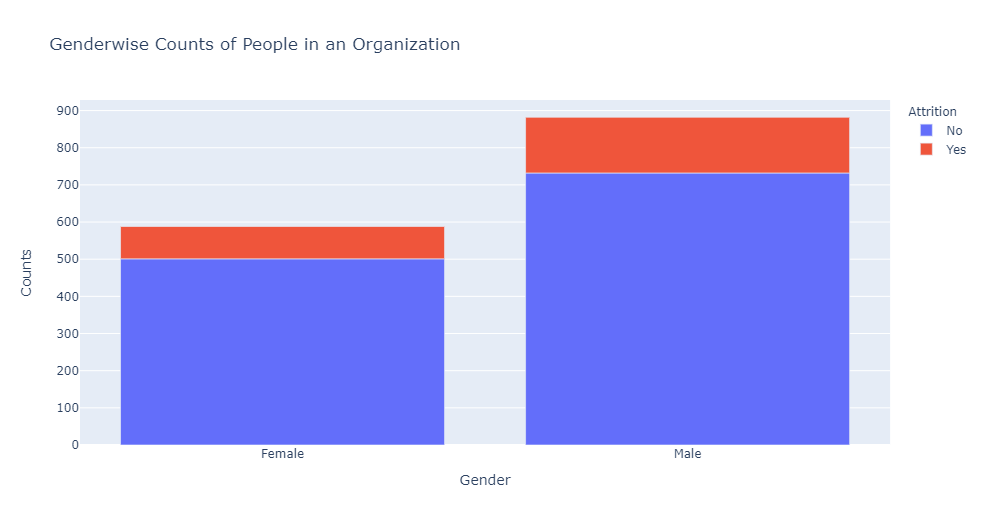 Genderwise Counts of People in an Organization
Attrition
No
Yes
900
800
700
600
500
400
300
200
100
0
Counts
Female
Male
Gender